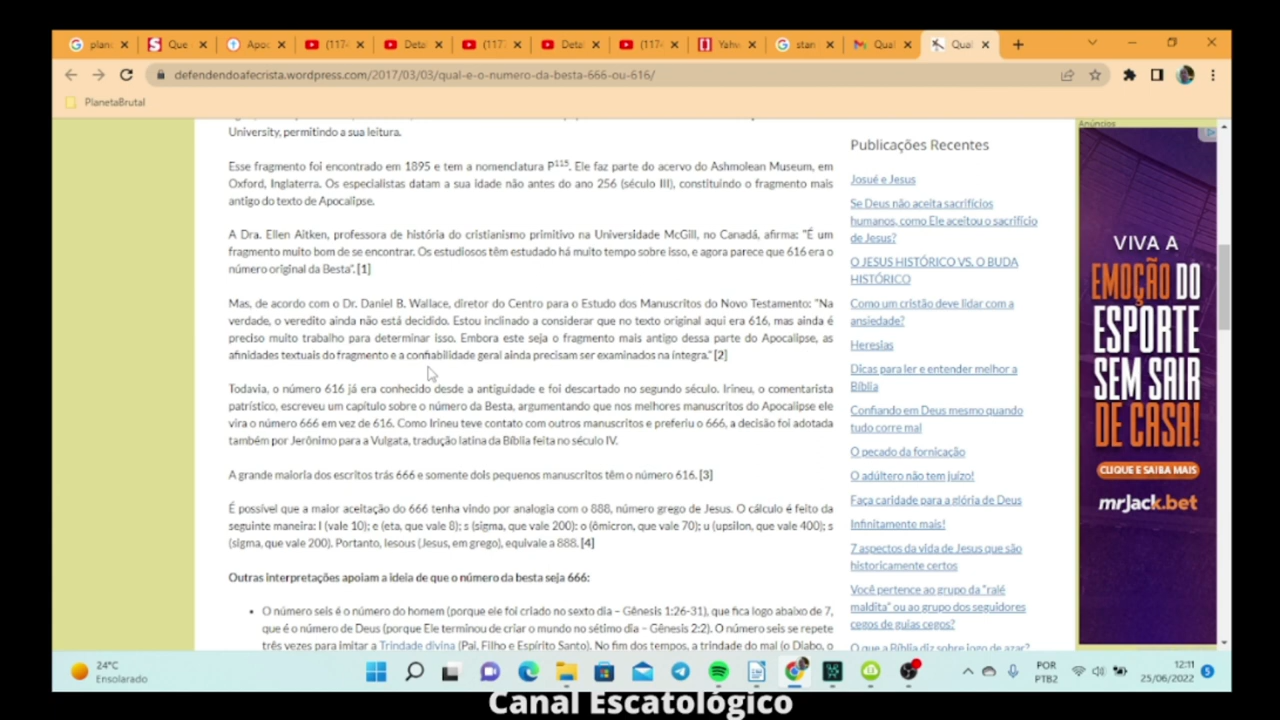 plan
Que
Apoc
(117
Detal
(117
Detal
(117
Yahw
stan
Qual
Qual
defendendoafecrista.wordpress.com/2017/03/03/qual-e-o-numero-da-besta-666-ou-616/
PlanetaBrutal
University, permitindo a sua leitura.
Esse fragmento foi encontrado em 1895 e tem a nomenclatura P115. Ele faz parte do acervo do Ashmolean Museum, em
Oxford, Inglaterra. Os especialistas datam a sua idade não antes do ano 256 (século III), constituindo o fragmento mais
antigo do texto de Apocalipse.
A Dra. Ellen Aitken, professora de história do cristianismo primitivo na Universidade McGill, no Canadá, afirma: "É um
fragmento muito bom de se encontrar. Os estudiosos têm estudado há muito tempo sobre isso, e agora parece que 616 era o
número original da Besta". [1]
Mas, de acordo com o Dr. Daniel B. Wallace, diretor do Centro para o Estudo dos Manuscritos do Novo Testamento: "Na
verdade, o veredito ainda não está decidido. Estou inclinado a considerar que no texto original aqui era 616, mas ainda é
preciso muito trabalho para determinar isso. Embora este seja o fragmento mais antigo dessa parte do Apocalipse, as
afinidades textuais do fragmento e a confiabilidade geral ainda precisam ser examinados na íntegra." [2]
Todavia, o número 616 já era conhecido desde a antiguidade e foi descartado no segundo século. Irineu, o comentarista
patrístico, escreveu um capítulo sobre o número da Besta, argumentando que nos melhores manuscritos do Apocalipse ele
vira o número 666 em vez de 616. Como Irineu teve contato com outros manuscritos e preferiu o 666, a decisão foi adotada
também por Jerônimo para a Vulgata, tradução latina da Bíblia feita no século IV.
A grande maioria dos escritos trás 666 e somente dois pequenos manuscritos têm o número 616. [3]
É possível que a maior aceitação do 666 tenha vindo por analogia com o 888, número grego de Jesus. O cálculo é feito da
seguinte maneira: I (vale 10); e (eta, que vale 8); s (sigma, que vale 200): o (ômicron, que vale 70); u (upsilon, que vale 400); s
(sigma, que vale 200). Portanto, Iesous (Jesus, em grego), equivale a 888. [4]
Outras interpretações apoiam a ideia de que o número da besta seja 666:
• O número seis é o número do homem (porque ele foi criado no sexto dia – Gênesis 1:26-31), que fica logo abaixo de 7,
que é o número de Deus (porque Ele terminou de criar o mundo no sétimo dia – Gênesis 2:2). O número seis se repete
três vezes para imitar a Trindade divina (Pai, Filho e Espírito Santo). No fim dos tempos, a trindade do mal (o Diabo, o
Publicações Recentes
Josué e Jesus
Se Deus não aceita sacrifícios
humanos, como Ele aceitou o sacrifício
de Jesus?
O JESUS HISTÓRICO VS. O BUDA
HISTÓRICO
Como um cristão deve lidar com a
ansiedade?
Heresias
Dicas para ler e entender melhor a
Bíblia
Confiando em Deus mesmo quando
tudo corre mal
O pecado da fornicação
O adúltero não tem juízo!
Faça caridade para a glória de Deus
Infinitamente mais!
7 aspectos da vida de Jesus que são
historicamente certos
Você pertence ao grupo da "ralé
maldita" ou ao grupo dos seguidores
cegos de guias cegos?
O que a Bíblia diz sobre jogo de azar?
Anúncios
VIVA A
EMOÇÃO DO
ESPORTE
SEM SAIR
DE CASA!
CLIQUE E SAIBA MAIS
mrJack.bet
24°C
Ensolarado
POR
PTB2
12:11
25/06/2022
5
Canal Escatológico